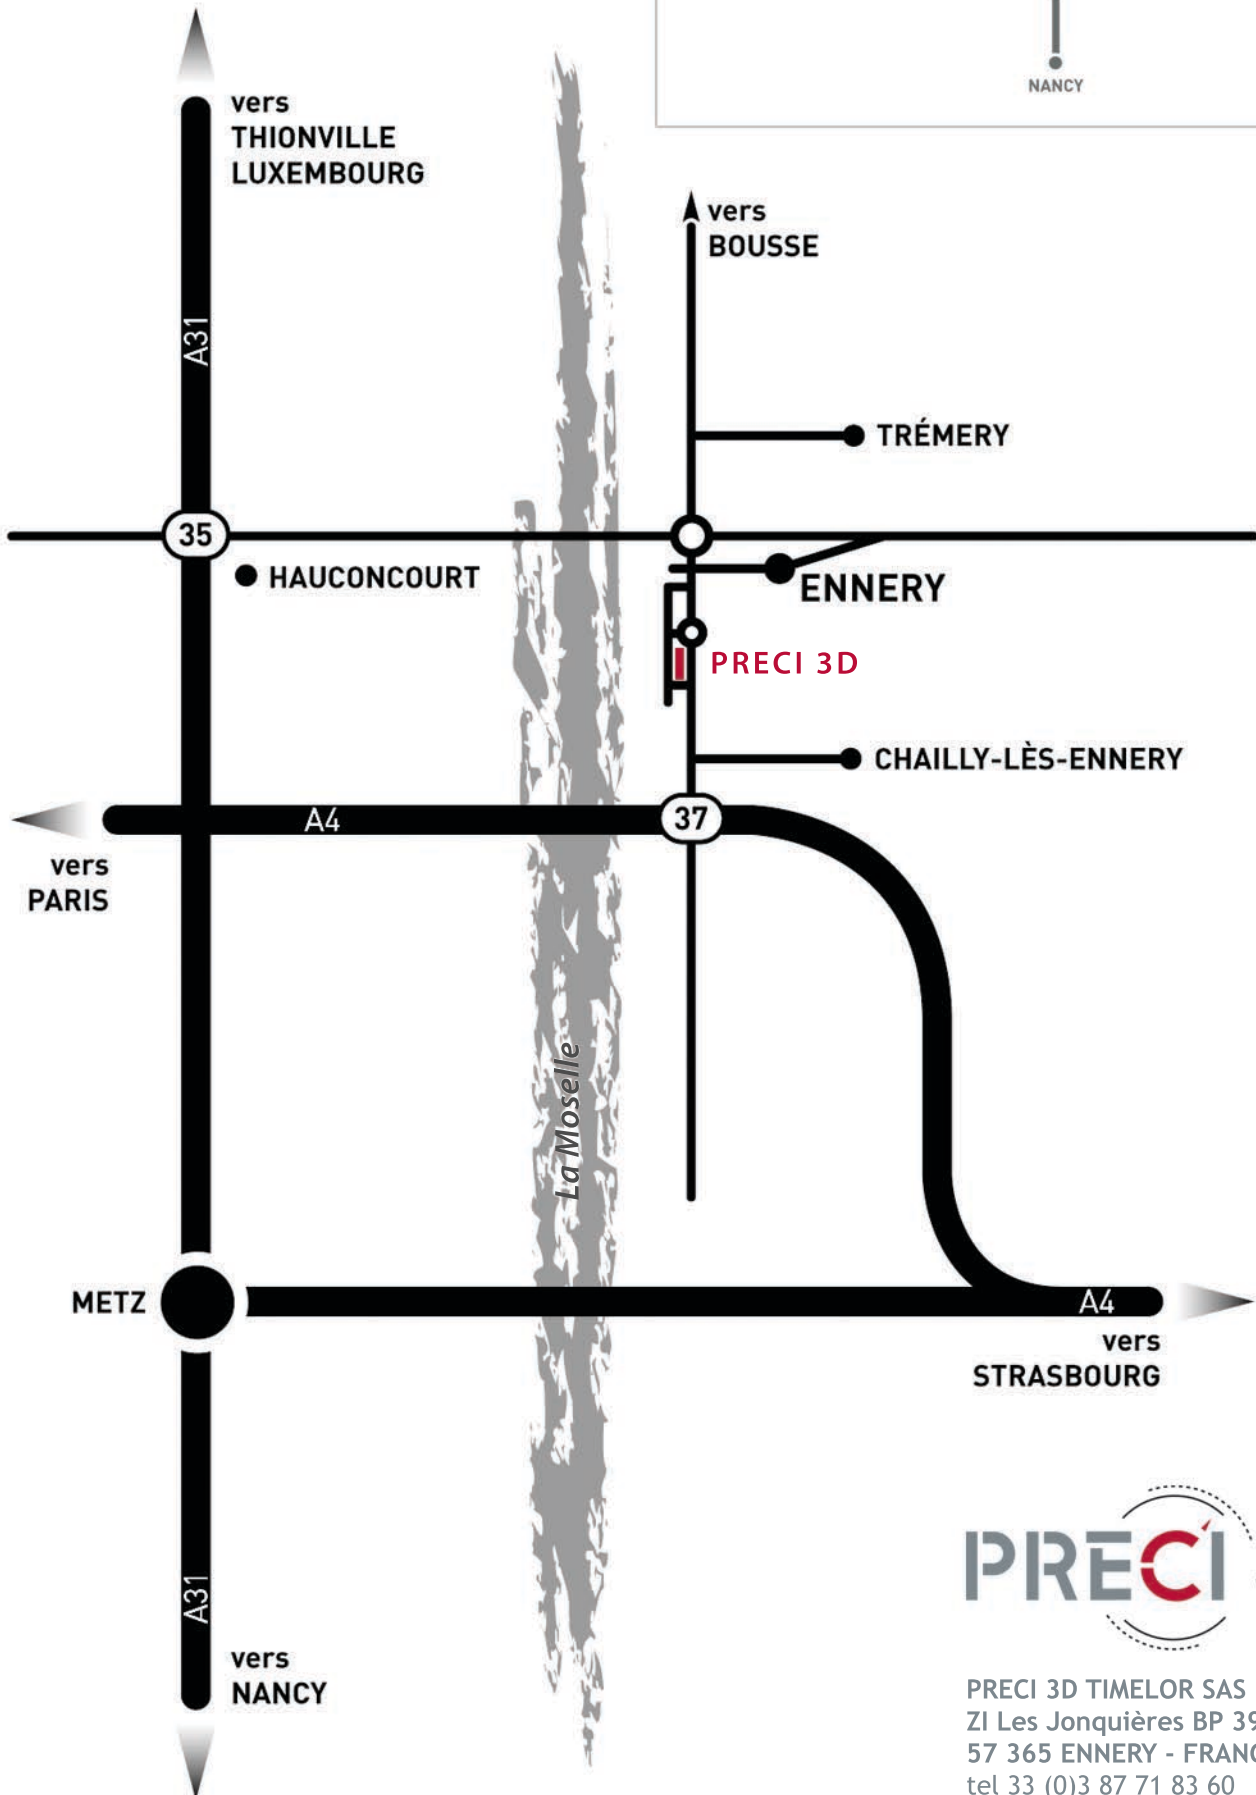 NANCY
vers
THIONVILLE
LUXEMBOURG
vers
BOUSSE
A31
TRÉMERY
35
HAUCONCOURT
ENNERY
PRECI 3D
CHAILLY-LÈS-ENNERY
A4
37
vers
PARIS
La Moselle
METZ
A4
vers
STRASBOURG
A31
vers
NANCY
PRECI
PRECI 3D TIMELOR SAS
ZI Les Jonquières BP 39
57 365 ENNERY - FRANC
tel 33 (0)3 87 71 83 60